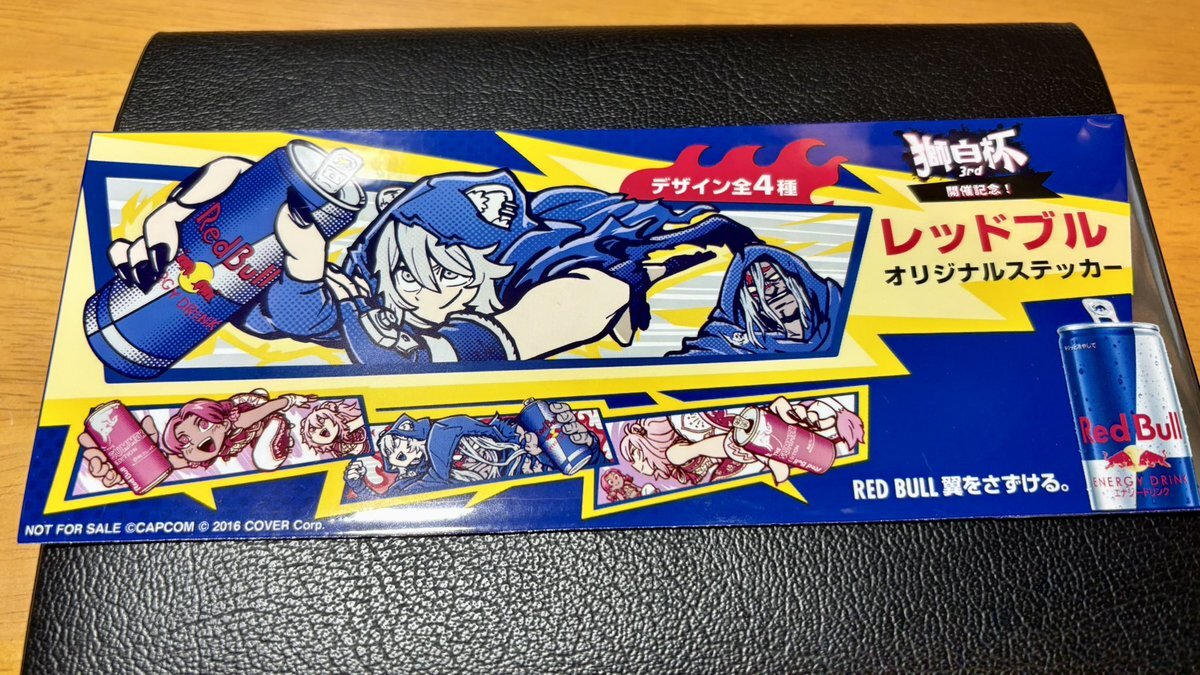 獅白杯
3rd
開催記念！
デザイン全4種
レッドブル
オリジナルステッカー
Red Bull
ENERGY DRINK
Red Bull
ENERGY DRINK
エナジードリンク
RED BULL 翼をさずける。
NOT FOR SALE ©CAPCOM © 2016 COVER Corp.